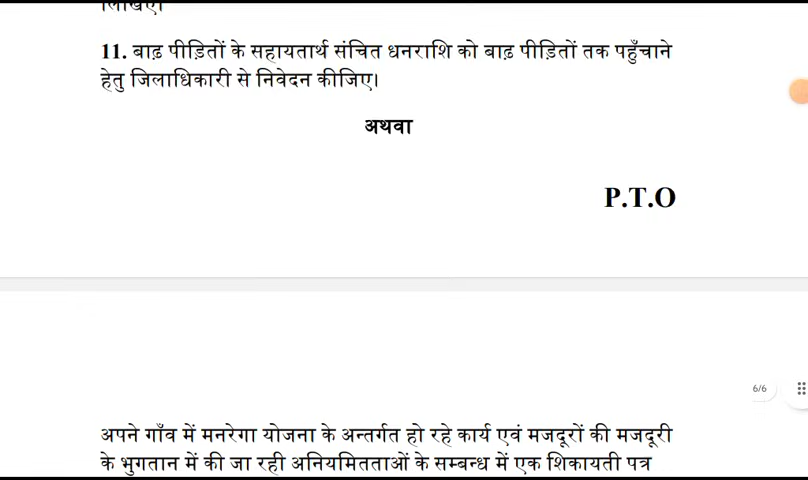 लिखिए।
11. बाढ़ पीड़ितों के सहायतार्थ संचित धनराशि को बाढ़ पीड़ितों तक पहुँचाने
हेतु जिलाधिकारी से निवेदन कीजिए।
अथवा
P.T.O
6/6
अपने गाँव में मनरेगा योजना के अन्तर्गत हो रहे कार्य एवं मजदूरों की मजदूरी
के भुगतान में की जा रही अनियमितताओं के सम्बन्ध में एक शिकायती पत्र